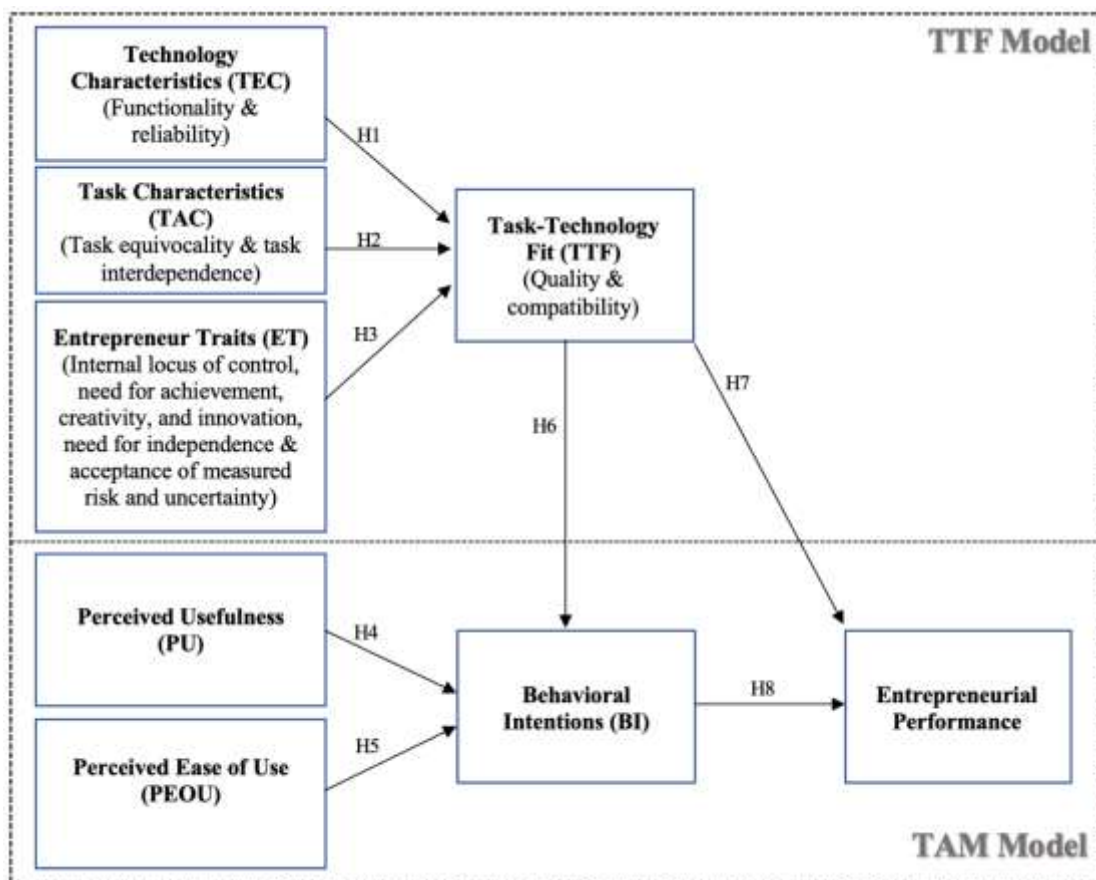 TTF Model
Technology
Characteristics (TEC)
(Functionality &
reliability)
H1
Task Characteristics
(TAC)
(Task equivocality & task
interdependence)
H2
Entrepreneur Traits (ET)
(Internal locus of control,
need for achievement,
creativity, and innovation,
need for independence &
acceptance of measured
risk and uncertainty)
H3
Task-Technology
Fit (TTF)
(Quality &
compatibility)
H6
H7
Perceived Usefulness
(PU)
H4
Perceived Ease of Use
(PEOU)
H5
Behavioral
Intentions (BI)
H8
Entrepreneurial
Performance
TAM Model